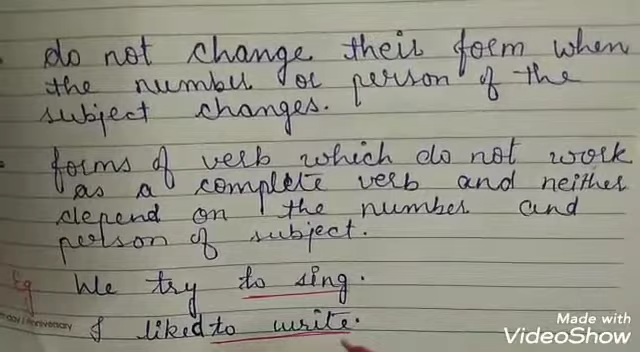 do not change their form when
the number or person of the
subject changes.
forms of verb which do not work
as a complete verb and neither
depend on the number and
person of subject.
Eg We try to sing.
I liked to write.
Anniversary
Made with
VideoShow